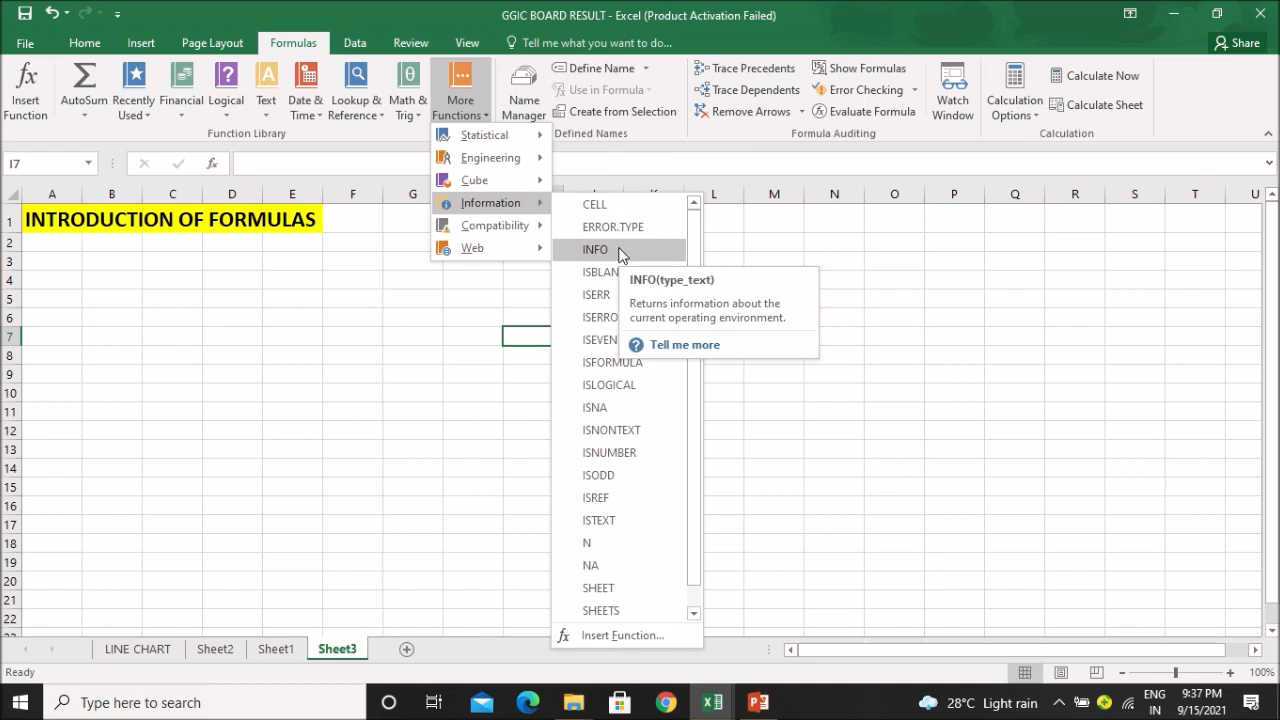 GGIC BOARD RESULT - Excel (Product Activation Failed)
File Home Insert Page Layout Formulas Data Review View Tell me what you want to do... Share
Insert Function
AutoSum
Recently Used
Financial
Logical
Text
Date & Time
Lookup & Reference
Math & Trig
More Functions
Function Library
Name Manager
Define Name
Use in Formula
Create from Selection
Defined Names
Trace Precedents
Trace Dependents
Remove Arrows
Show Formulas
Error Checking
Evaluate Formula
Formula Auditing
Watch Window
Calculation Options
Calculate Now
Calculate Sheet
Calculation
Statistical
Engineering
Cube
Information
Compatibility
Web
I7
fx
A B C D E F G L M N O P Q R S T U
1 INTRODUCTION OF FORMULAS
2
3
4
5
6
7
8
9
10
11
12
13
14
15
16
17
18
19
20
21
22
CELL
ERROR.TYPE
INFO
ISBLAN
ISERR
ISERRO
ISEVEN
ISFORMULA
ISLOGICAL
ISNA
ISNONTEXT
ISNUMBER
ISODD
ISREF
ISTEXT
N
NA
SHEET
SHEETS
fx Insert Function...
INFO(type_text)
Returns information about the
current operating environment.
Tell me more
LINE CHART Sheet2 Sheet1 Sheet3
Ready 100%
Type here to search
28°C Light rain
ENG
IN
9:37 PM
9/15/2021